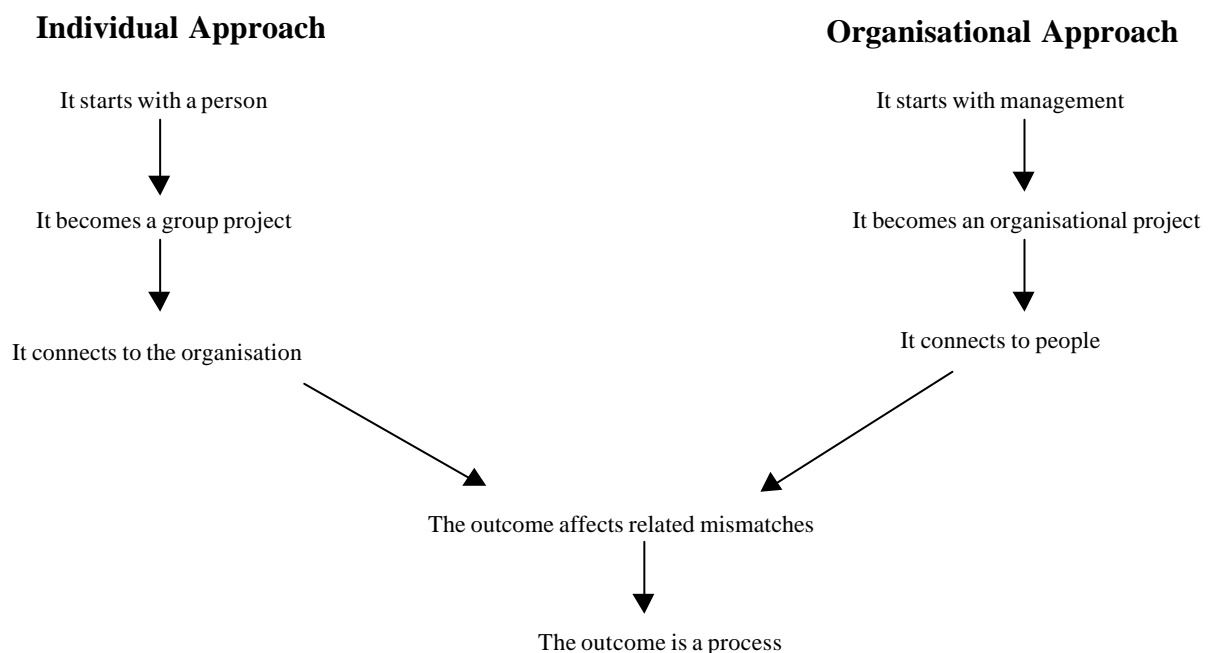 Individual Approach
It starts with a person
It becomes a group project
It connects to the organisation
Organisational Approach
It starts with management
It becomes an organisational project
It connects to people
The outcome affects related mismatches
The outcome is a process